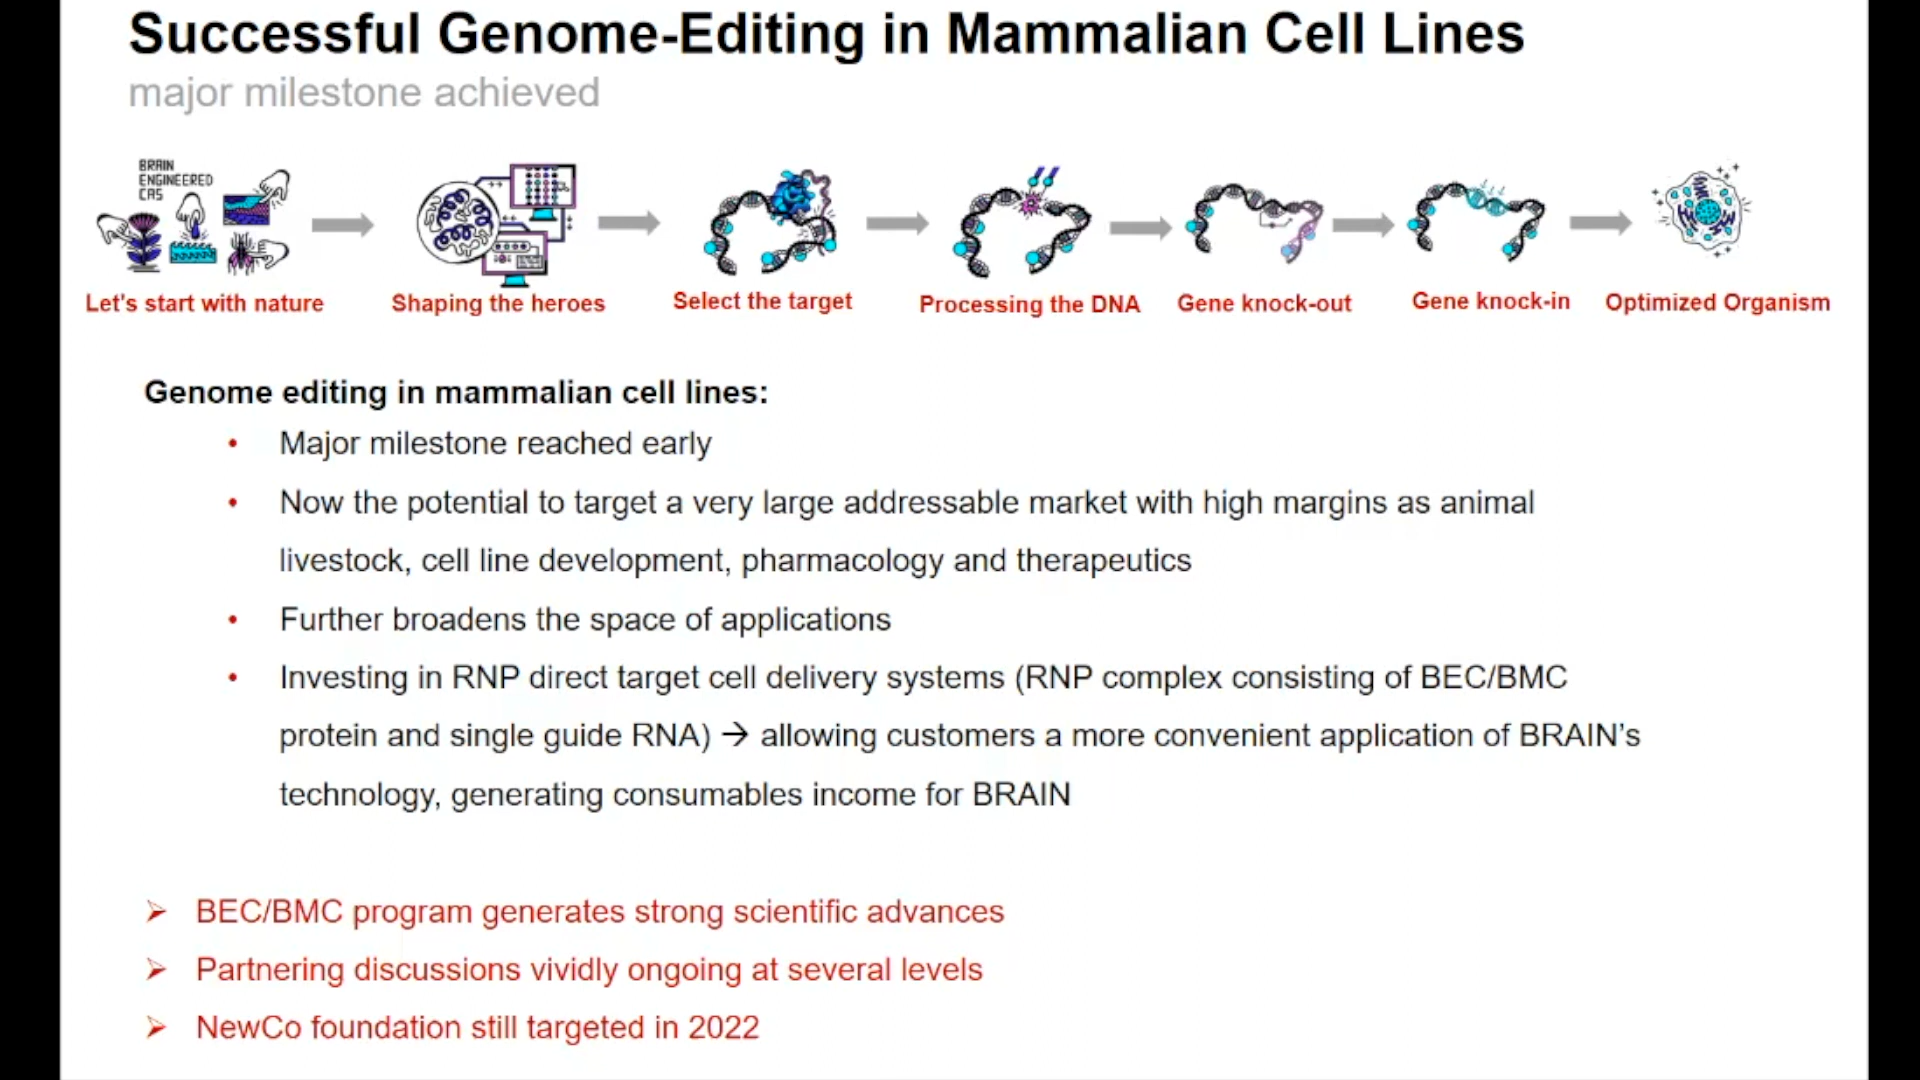 Successful Genome-Editing in Mammalian Cell Lines
major milestone achieved
BRAIN
ENGINEERED
CAS
Let's start with nature
Shaping the heroes
Select the target
Processing the DNA
Gene knock-out
Gene knock-in
Optimized Organism
Genome editing in mammalian cell lines:
• Major milestone reached early
• Now the potential to target a very large addressable market with high margins as animal
livestock, cell line development, pharmacology and therapeutics
• Further broadens the space of applications
• Investing in RNP direct target cell delivery systems (RNP complex consisting of BEC/BMC
protein and single guide RNA) → allowing customers a more convenient application of BRAIN’s
technology, generating consumables income for BRAIN
➢ BEC/BMC program generates strong scientific advances
➢ Partnering discussions vividly ongoing at several levels
➢ NewCo foundation still targeted in 2022